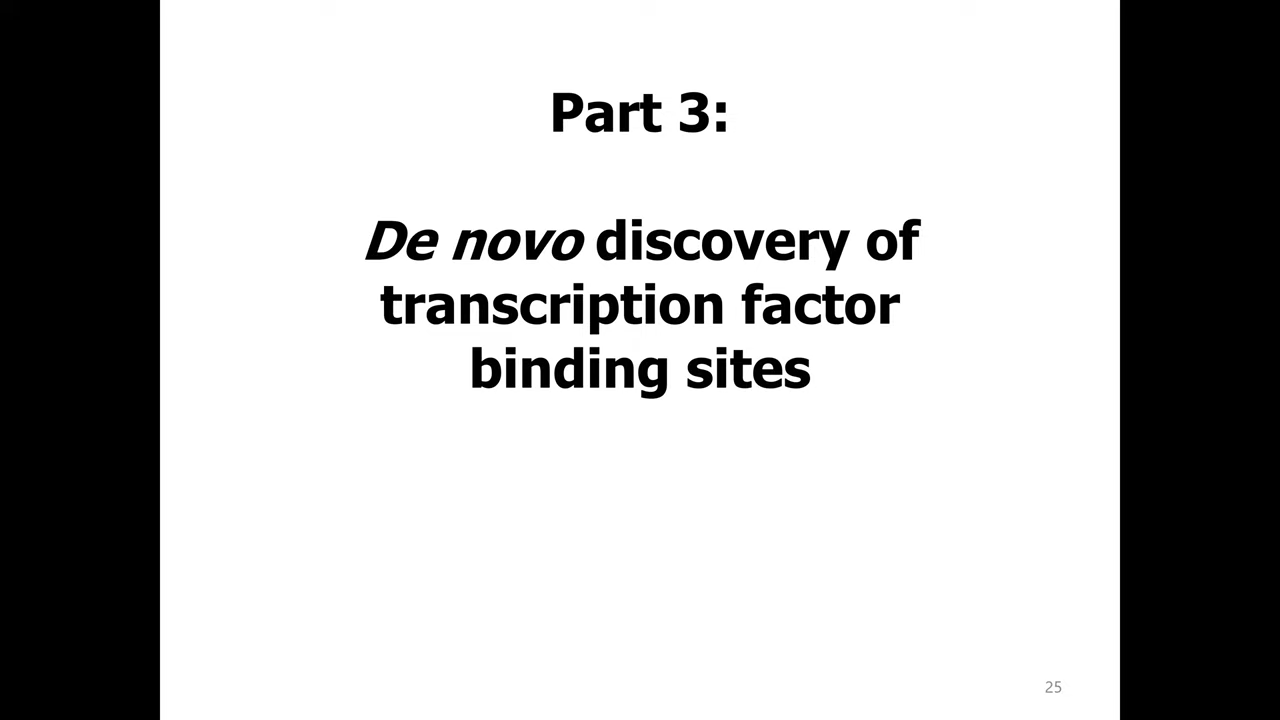 Part 3:
De novo discovery of
transcription factor
binding sites
25